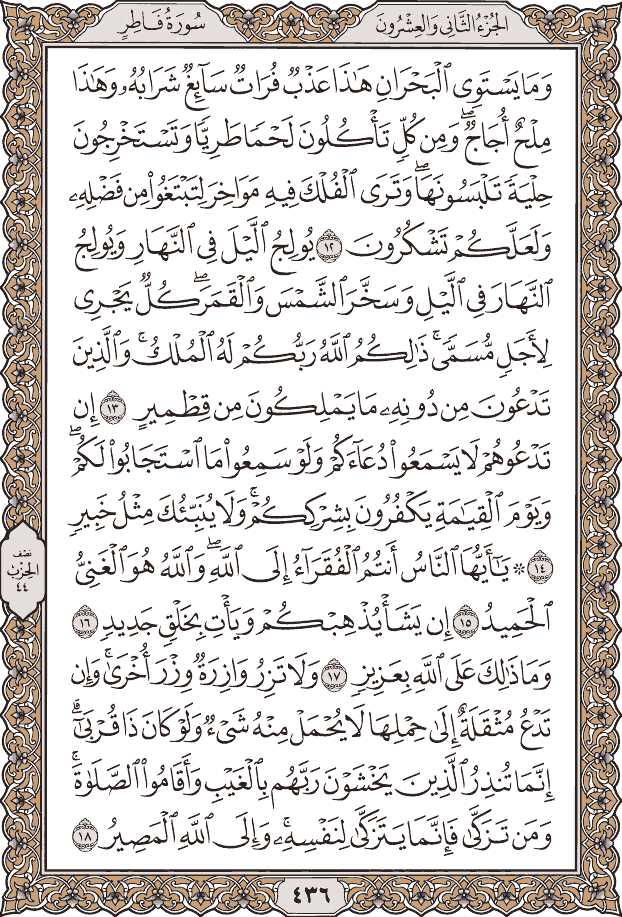 الجُزْءُ الثَّانِي وَالعِشْرُونَ
سُورَةُ فَاطِرٍ
وَمَا يَسۡتَوِي ٱلۡبَحۡرَانِ هَٰذَا عَذۡبٞ فُرَاتٞ سَآئِغٞ شَرَابُهُۥ وَهَٰذَا
مِلۡحٌ أُجَاجٞۖ وَمِن كُلّٖ تَأۡكُلُونَ لَحۡمٗا طَرِيّٗا وَتَسۡتَخۡرِجُونَ
حِلۡيَةٗ تَلۡبَسُونَهَاۖ وَتَرَى ٱلۡفُلۡكَ فِيهِ مَوَاخِرَ لِتَبۡتَغُواْ مِن فَضۡلِهِۦ
وَلَعَلَّكُمۡ تَشۡكُرُونَ ١٢ يُولِجُ ٱلَّيۡلَ فِي ٱلنَّهَارِ وَيُولِجُ
ٱلنَّهَارَ فِي ٱلَّيۡلِ وَسَخَّرَ ٱلشَّمۡسَ وَٱلۡقَمَرَۖ كُلّٞ يَجۡرِي
لِأَجَلٖ مُّسَمّٗىۚ ذَٰلِكُمُ ٱللَّهُ رَبُّكُمۡ لَهُ ٱلۡمُلۡكُۚ وَٱلَّذِينَ
تَدۡعُونَ مِن دُونِهِۦ مَا يَمۡلِكُونَ مِن قِطۡمِيرٍ ١٣ إِن
تَدۡعُوهُمۡ لَا يَسۡمَعُواْ دُعَآءَكُمۡ وَلَوۡ سَمِعُواْ مَا ٱسۡتَجَابُواْ لَكُمۡۖ
وَيَوۡمَ ٱلۡقِيَٰمَةِ يَكۡفُرُونَ بِشِرۡكِكُمۡۚ وَلَا يُنَبِّئُكَ مِثۡلُ خَبِيرٖ
١٤ ۞ يَٰٓأَيُّهَا ٱلنَّاسُ أَنتُمُ ٱلۡفُقَرَآءُ إِلَى ٱللَّهِۖ وَٱللَّهُ هُوَ ٱلۡغَنِيُّ
نِصْف
الحِزْب
٤٤
ٱلۡحَمِيدُ ١٥ إِن يَشَأۡ يُذۡهِبۡكُمۡ وَيَأۡتِ بِخَلۡقٖ جَدِيدٖ ١٦
وَمَا ذَٰلِكَ عَلَى ٱللَّهِ بِعَزِيزٖ ١٧ وَلَا تَزِرُ وَازِرَةٞ وِزۡرَ أُخۡرَىٰۚ وَإِن
تَدۡعُ مُثۡقَلَةٌ إِلَىٰ حِمۡلِهَا لَا يُحۡمَلۡ مِنۡهُ شَيۡءٞ وَلَوۡ كَانَ ذَا قُرۡبَىٰٓۗ
إِنَّمَا تُنذِرُ ٱلَّذِينَ يَخۡشَوۡنَ رَبَّهُم بِٱلۡغَيۡبِ وَأَقَامُواْ ٱلصَّلَوٰةَۚ
وَمَن تَزَكَّىٰ فَإِنَّمَا يَتَزَكَّىٰ لِنَفۡسِهِۦۚ وَإِلَى ٱللَّهِ ٱلۡمَصِيرُ ١٨
٤٣٦